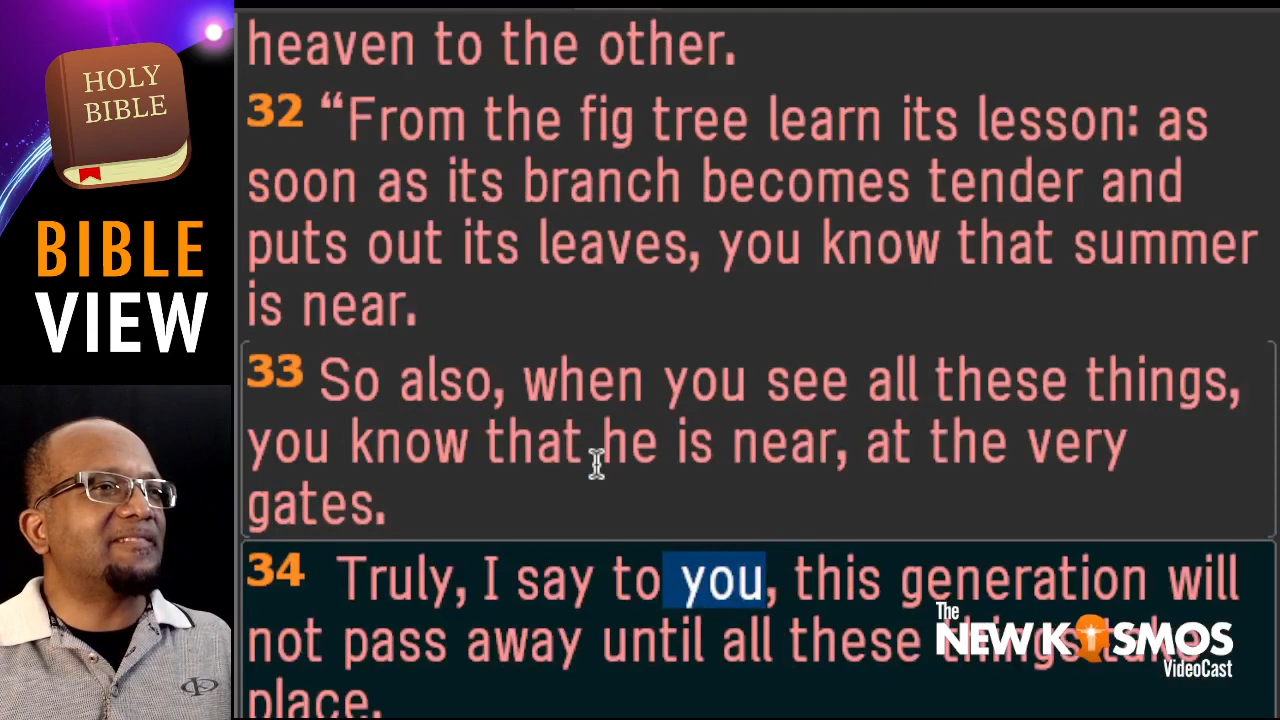 HOLY
BIBLE
BIBLE
VIEW
heaven to the other.
32 “From the fig tree learn its lesson: as
soon as its branch becomes tender and
puts out its leaves, you know that summer
is near.
33 So also, when you see all these things,
you know that he is near, at the very
gates.
34 Truly, I say to you, this generation will
not pass away until all these things take
place.
The
NEW KOSMOS
VideoCast